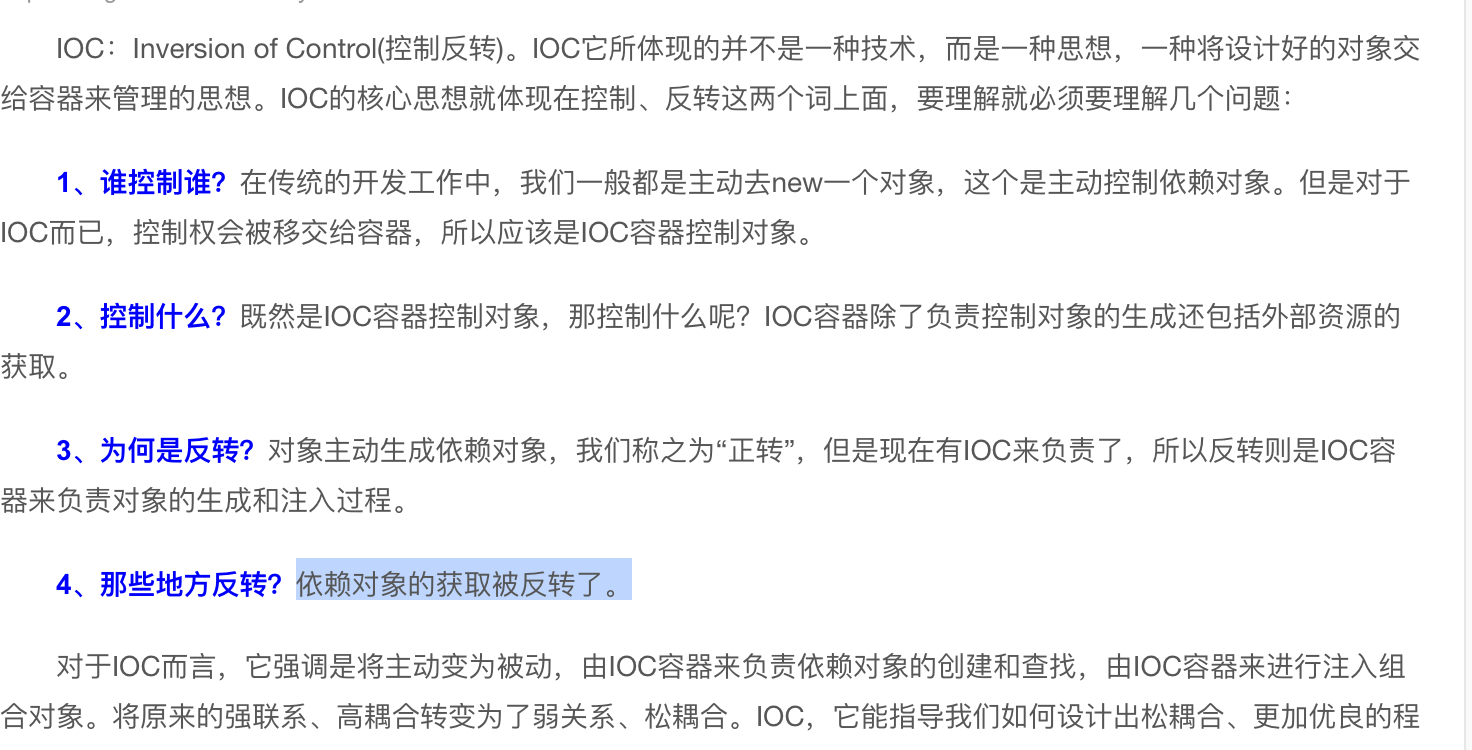 IOC：Inversion of Control(控制反转)。IOC它所体现的并不是一种技术，而是一种思想，一种将设计好的对象交
给容器来管理的思想。IOC的核心思想就体现在控制、反转这两个词上面，要理解就必须要理解几个问题：
1、谁控制谁？在传统的开发工作中，我们一般都是主动去new一个对象，这个是主动控制依赖对象。但是对于
IOC而已，控制权会被移交给容器，所以应该是IOC容器控制对象。
2、控制什么？既然是IOC容器控制对象，那控制什么呢？IOC容器除了负责控制对象的生成还包括外部资源的
获取。
3、为何是反转？对象主动生成依赖对象，我们称之为“正转”，但是现在有IOC来负责了，所以反转则是IOC容
器来负责对象的生成和注入过程。
4、那些地方反转？依赖对象的获取被反转了。
对于IOC而言，它强调是将主动变为被动，由IOC容器来负责依赖对象的创建和查找，由IOC容器来进行注入组
合对象。将原来的强联系、高耦合转变为了弱关系、松耦合。IOC，它能指导我们如何设计出松耦合、更加优良的程